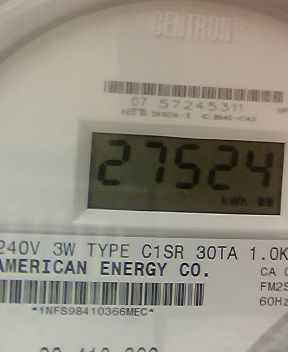 CENTRON
07 57245311
27524
kWh
240V 3W TYPE C1SR 30TA 1.0K
AMERICAN ENERGY CO.
CA
FM2S
60Hz
*1NFS98410366MEC*